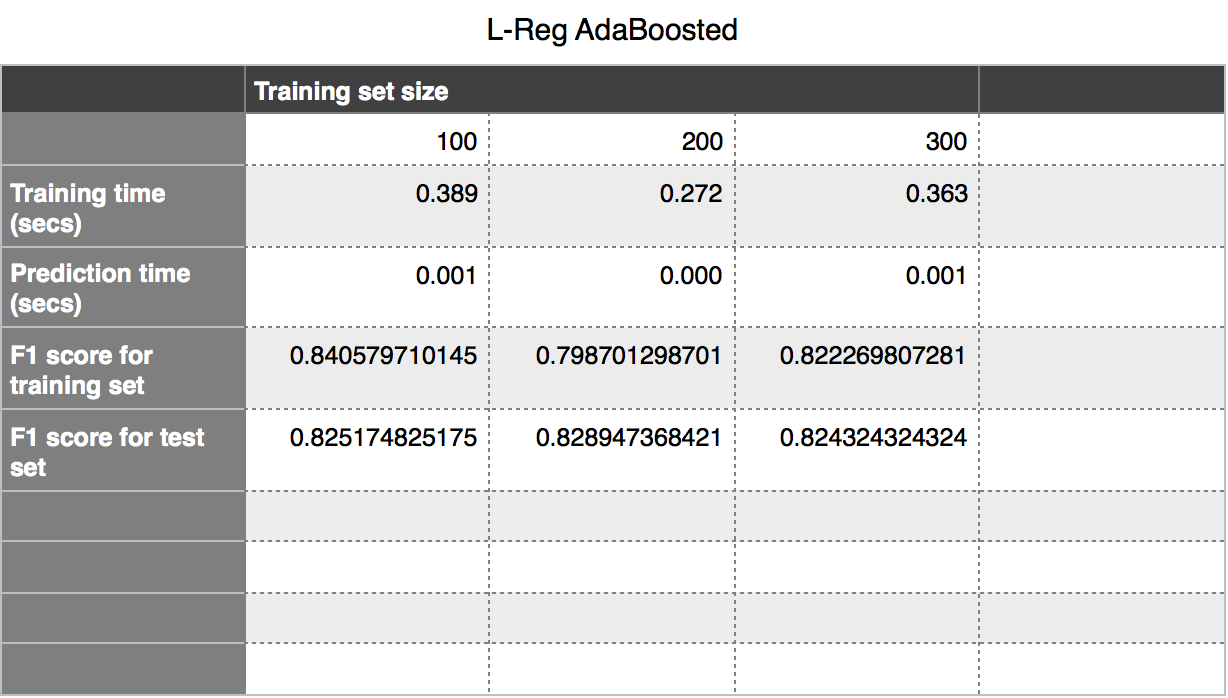 L-Reg AdaBoosted
Training set size
100 200 300
Training time
(secs)
0.389 0.272 0.363
Prediction time
(secs)
0.001 0.000 0.001
F1 score for
training set
0.840579710145 0.798701298701 0.822269807281
F1 score for test
set
0.825174825175 0.828947368421 0.824324324324